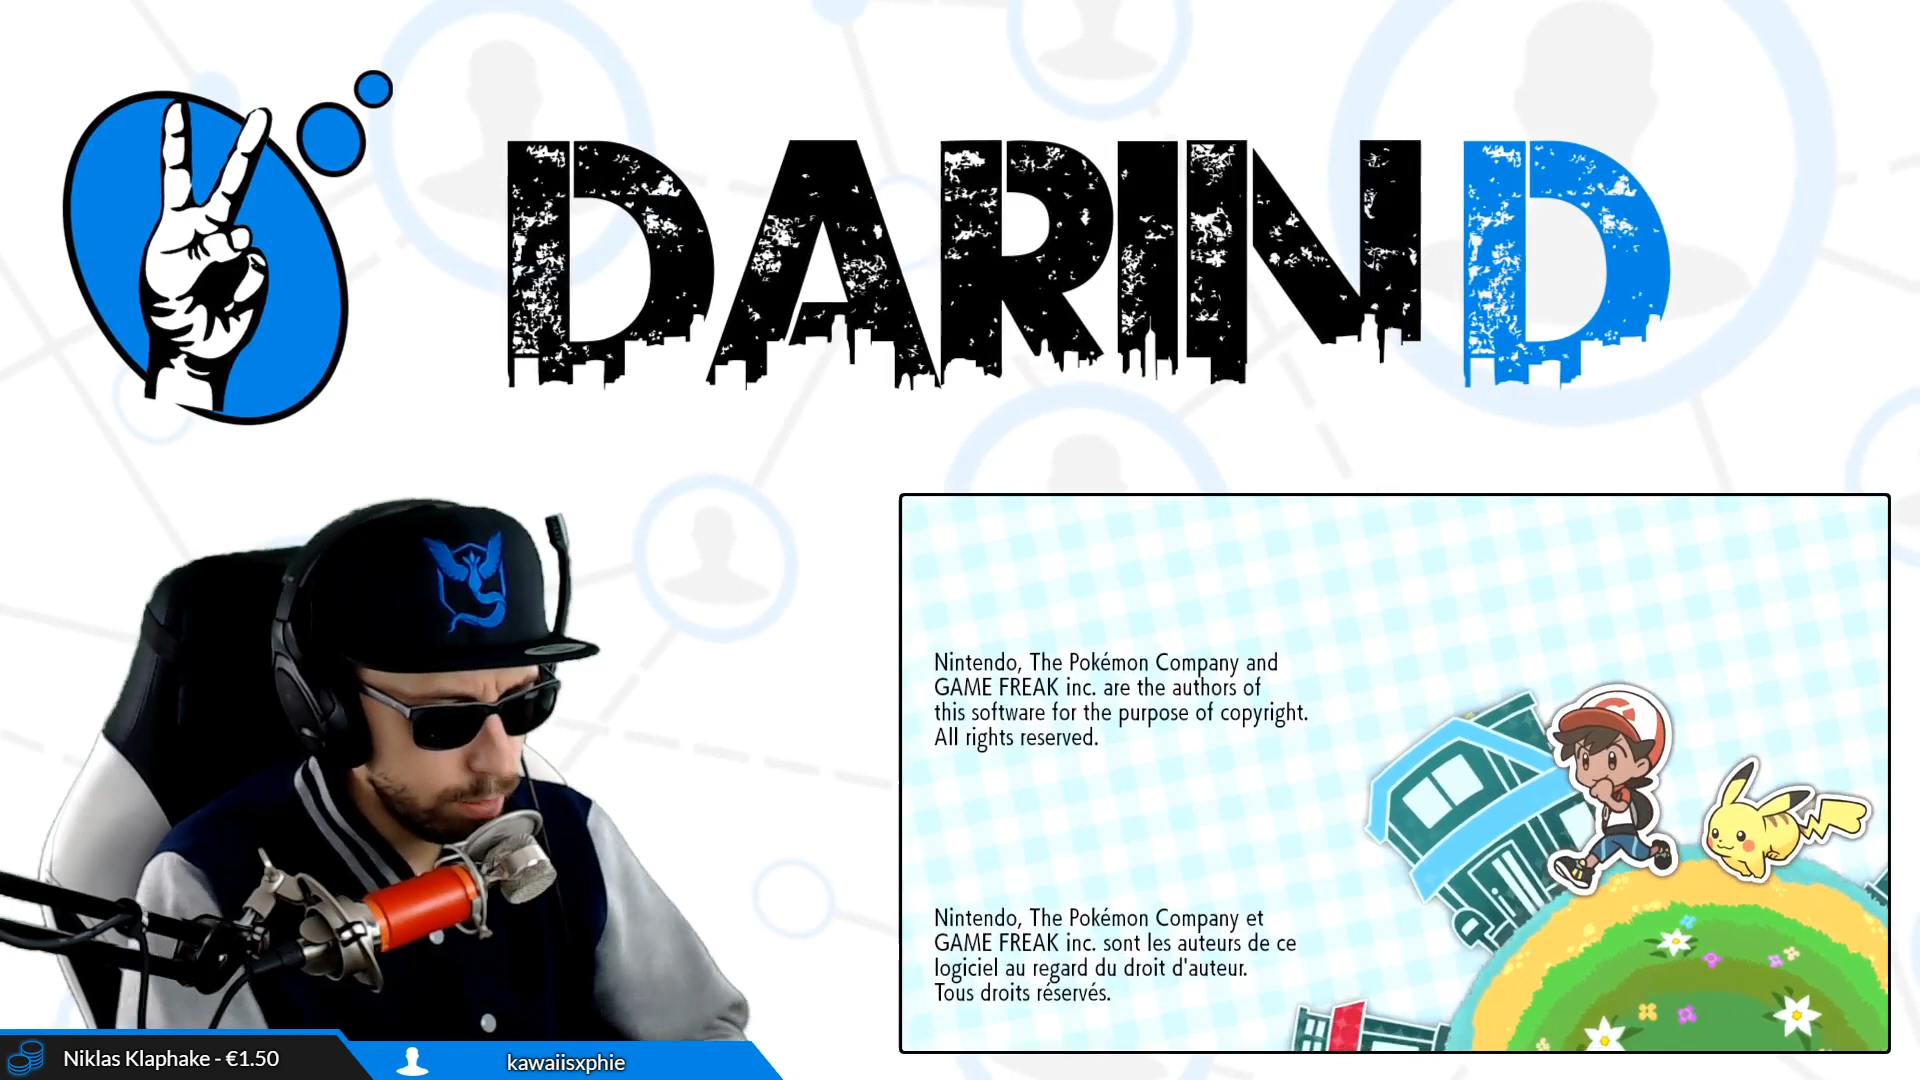 DARIN D
Nintendo, The Pokémon Company and
GAME FREAK inc. are the authors of
this software for the purpose of copyright.
All rights reserved.
Nintendo, The Pokémon Company et
GAME FREAK inc. sont les auteurs de ce
logiciel au regard du droit d'auteur.
Tous droits réservés.
Niklas Klaphake - €1.50
kawaiisxphie